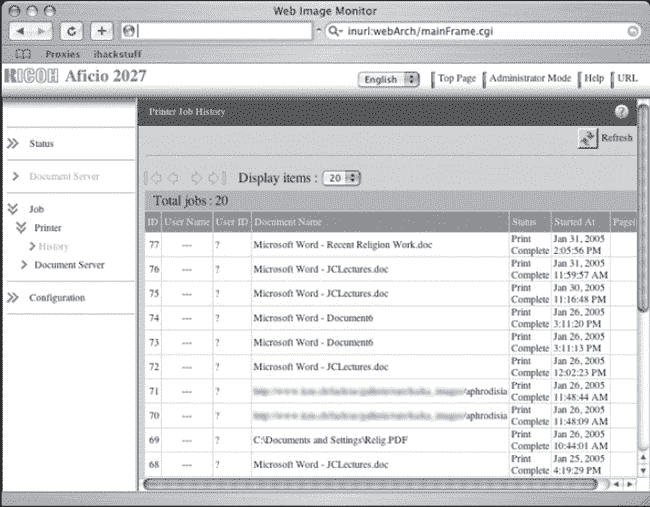 Web Image Monitor
inurl:webArch/mainFrame.cgi
Proxies ihackstuff
RICOH Aficio 2027
English Top Page Administrator Mode Help URL
Printer Job History
?
Refresh
Status
Document Server
Job
Printer
History
Document Server
Configuration
Display items : 20
Total jobs : 20
ID User Name User ID Document Name Status Started At Page(
77 --- ? Microsoft Word - Recent Religion Work.doc Print Complete Jan 31, 2005 2:05:56 PM
76 --- ? Microsoft Word - JCLectures.doc Print Complete Jan 31, 2005 11:59:57 AM
75 --- ? Microsoft Word - JCLectures.doc Print Complete Jan 30, 2005 11:16:48 PM
74 --- ? Microsoft Word - Document6 Print Complete Jan 26, 2005 3:11:20 PM
73 --- ? Microsoft Word - Document6 Print Complete Jan 26, 2005 3:11:13 PM
72 --- ? Microsoft Word - JCLectures.doc Print Complete Jan 26, 2005 12:02:23 PM
71 --- ? /aphrodisia Print Complete Jan 26, 2005 11:48:44 AM
70 --- ? /aphrodisia Print Complete Jan 26, 2005 11:48:09 AM
69 --- ? C:\Documents and Settings\Relig.PDF Print Complete Jan 26, 2005 10:44:01 AM
68 --- ? Microsoft Word - JCLectures.doc Print Complete Jan 25, 2005 4:19:29 PM